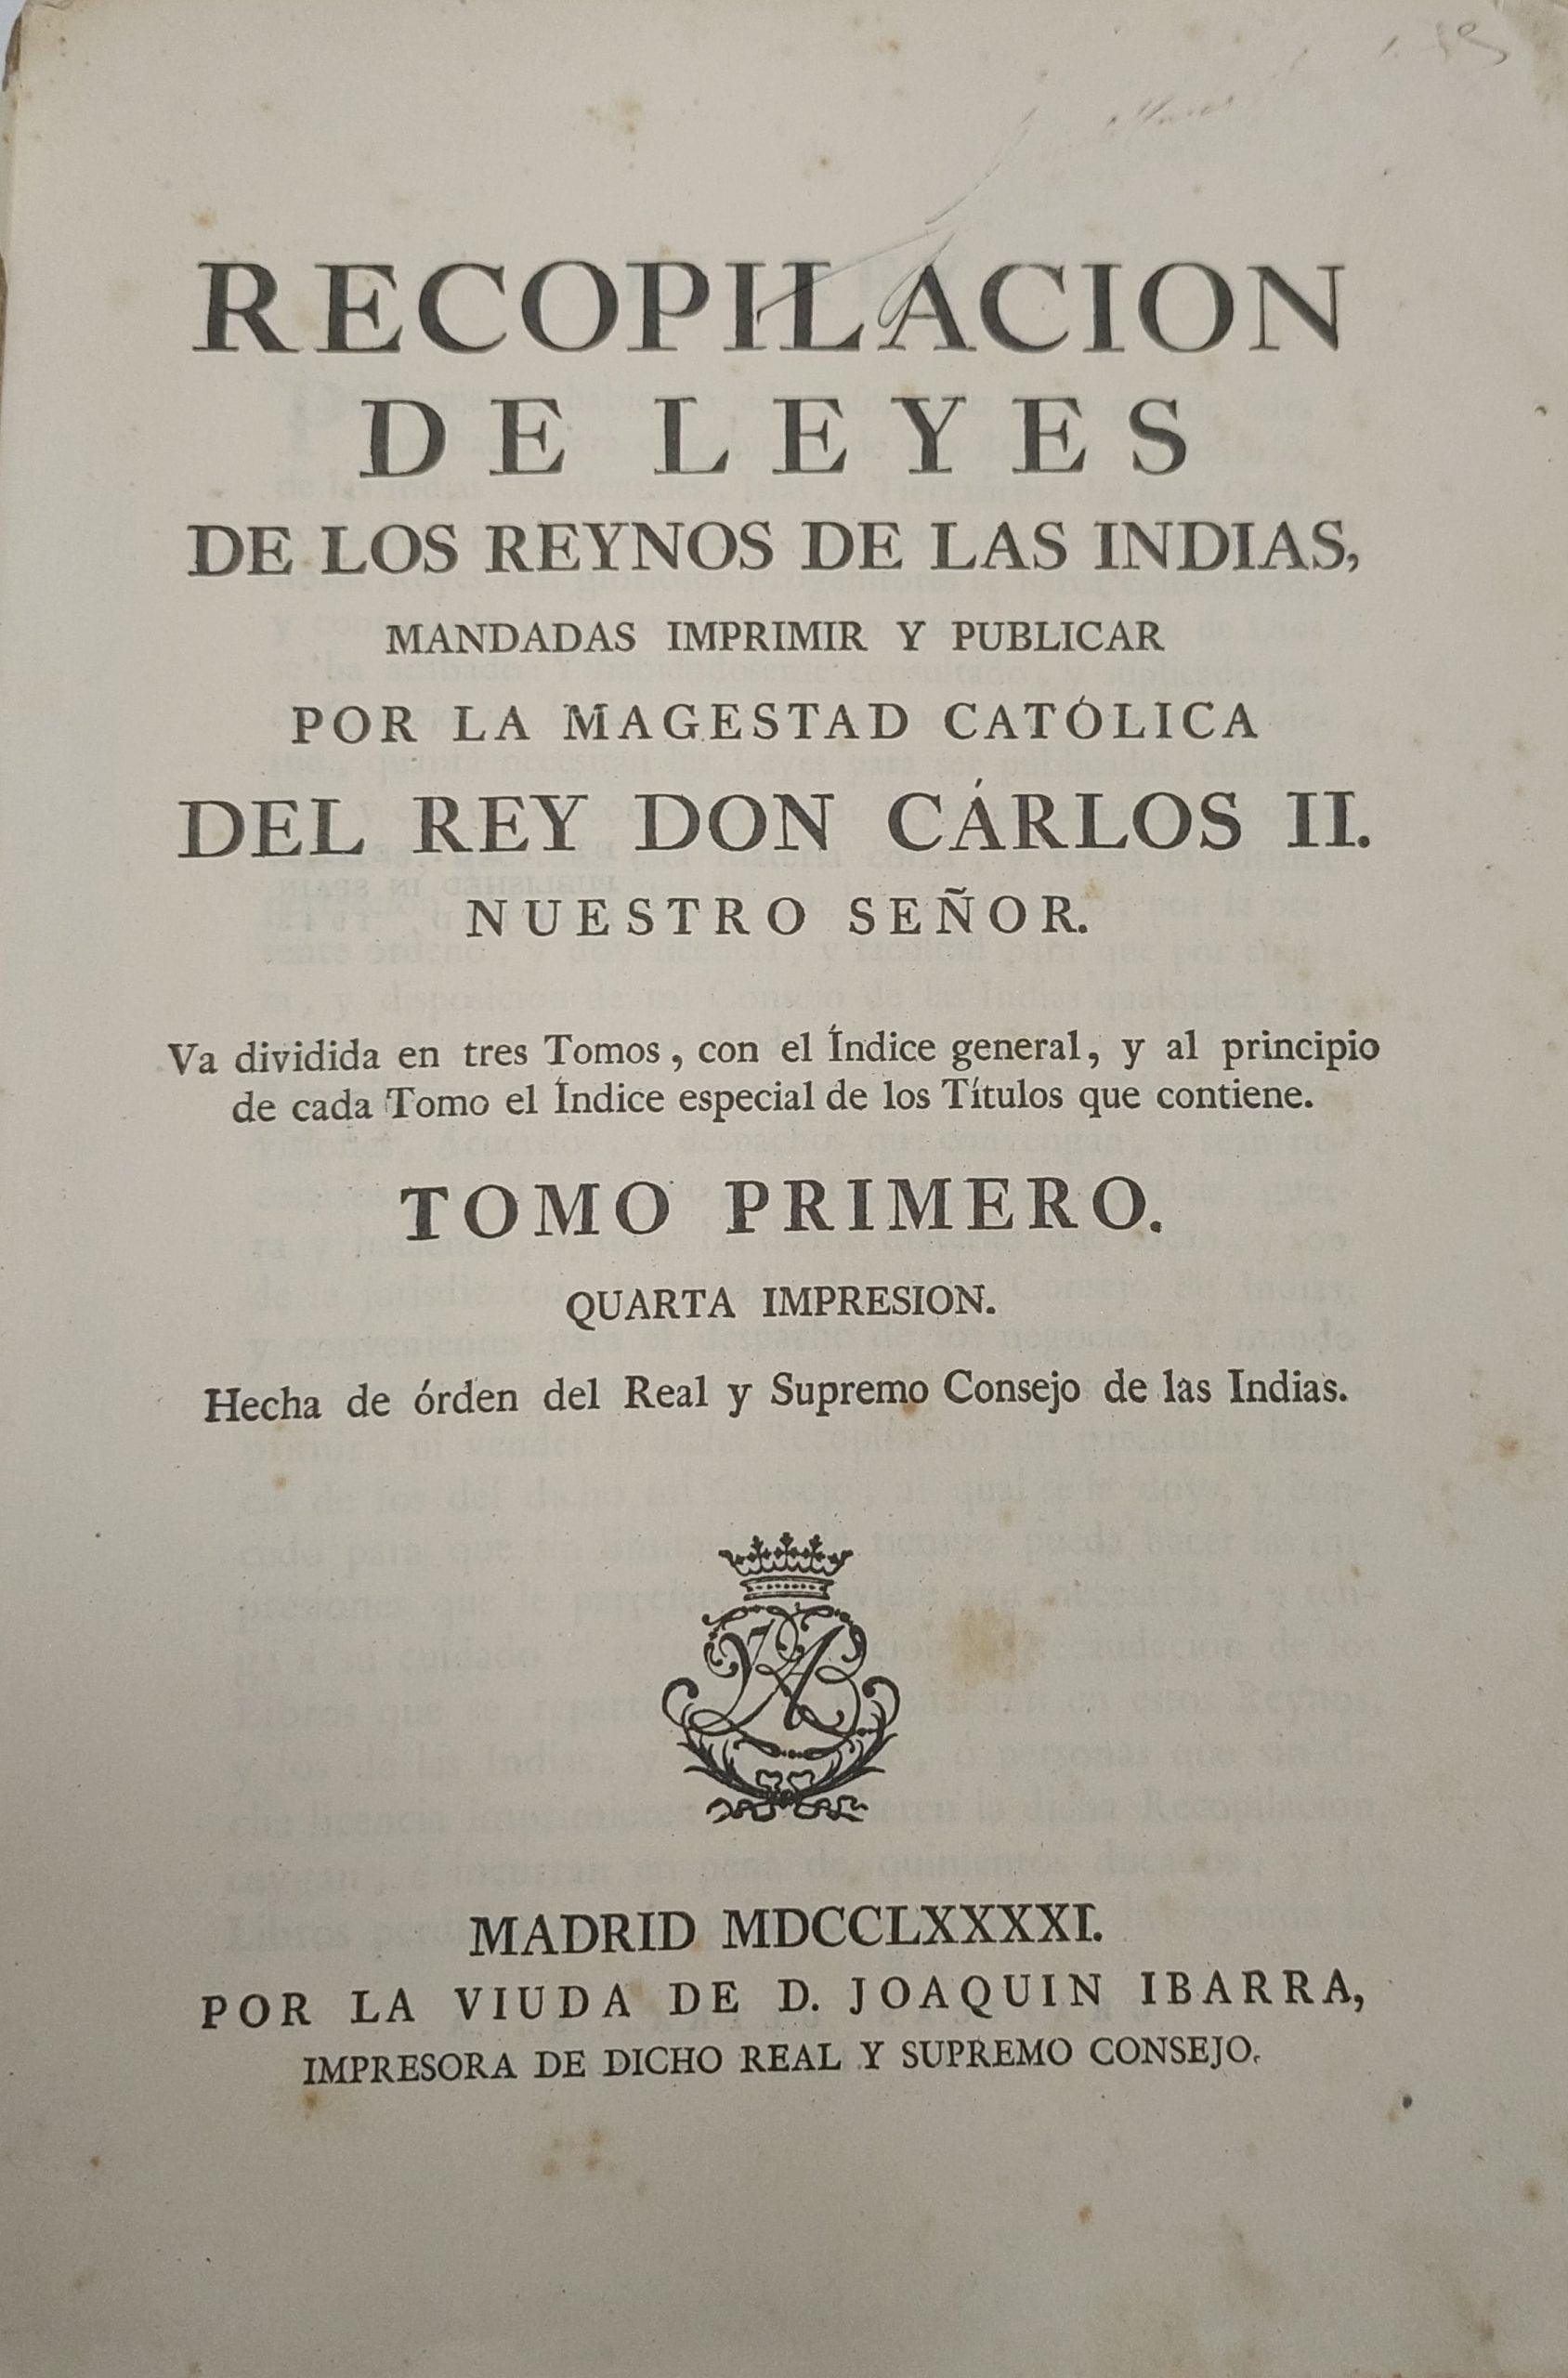 RECOPILACION
DE LEYES
DE LOS REYNOS DE LAS INDIAS,
MANDADAS IMPRIMIR Y PUBLICAR
POR LA MAGESTAD CATÓLICA
DEL REY DON CÁRLOS II.
NUESTRO SEÑOR.
Va dividida en tres Tomos, con el Índice general, y al principio
de cada Tomo el Índice especial de los Títulos que contiene.
TOMO PRIMERO.
QUARTA IMPRESION.
Hecha de órden del Real y Supremo Consejo de las Indias.
MADRID MDCCLXXXXI.
POR LA VIUDA DE D. JOAQUIN IBARRA,
IMPRESORA DE DICHO REAL Y SUPREMO CONSEJO.